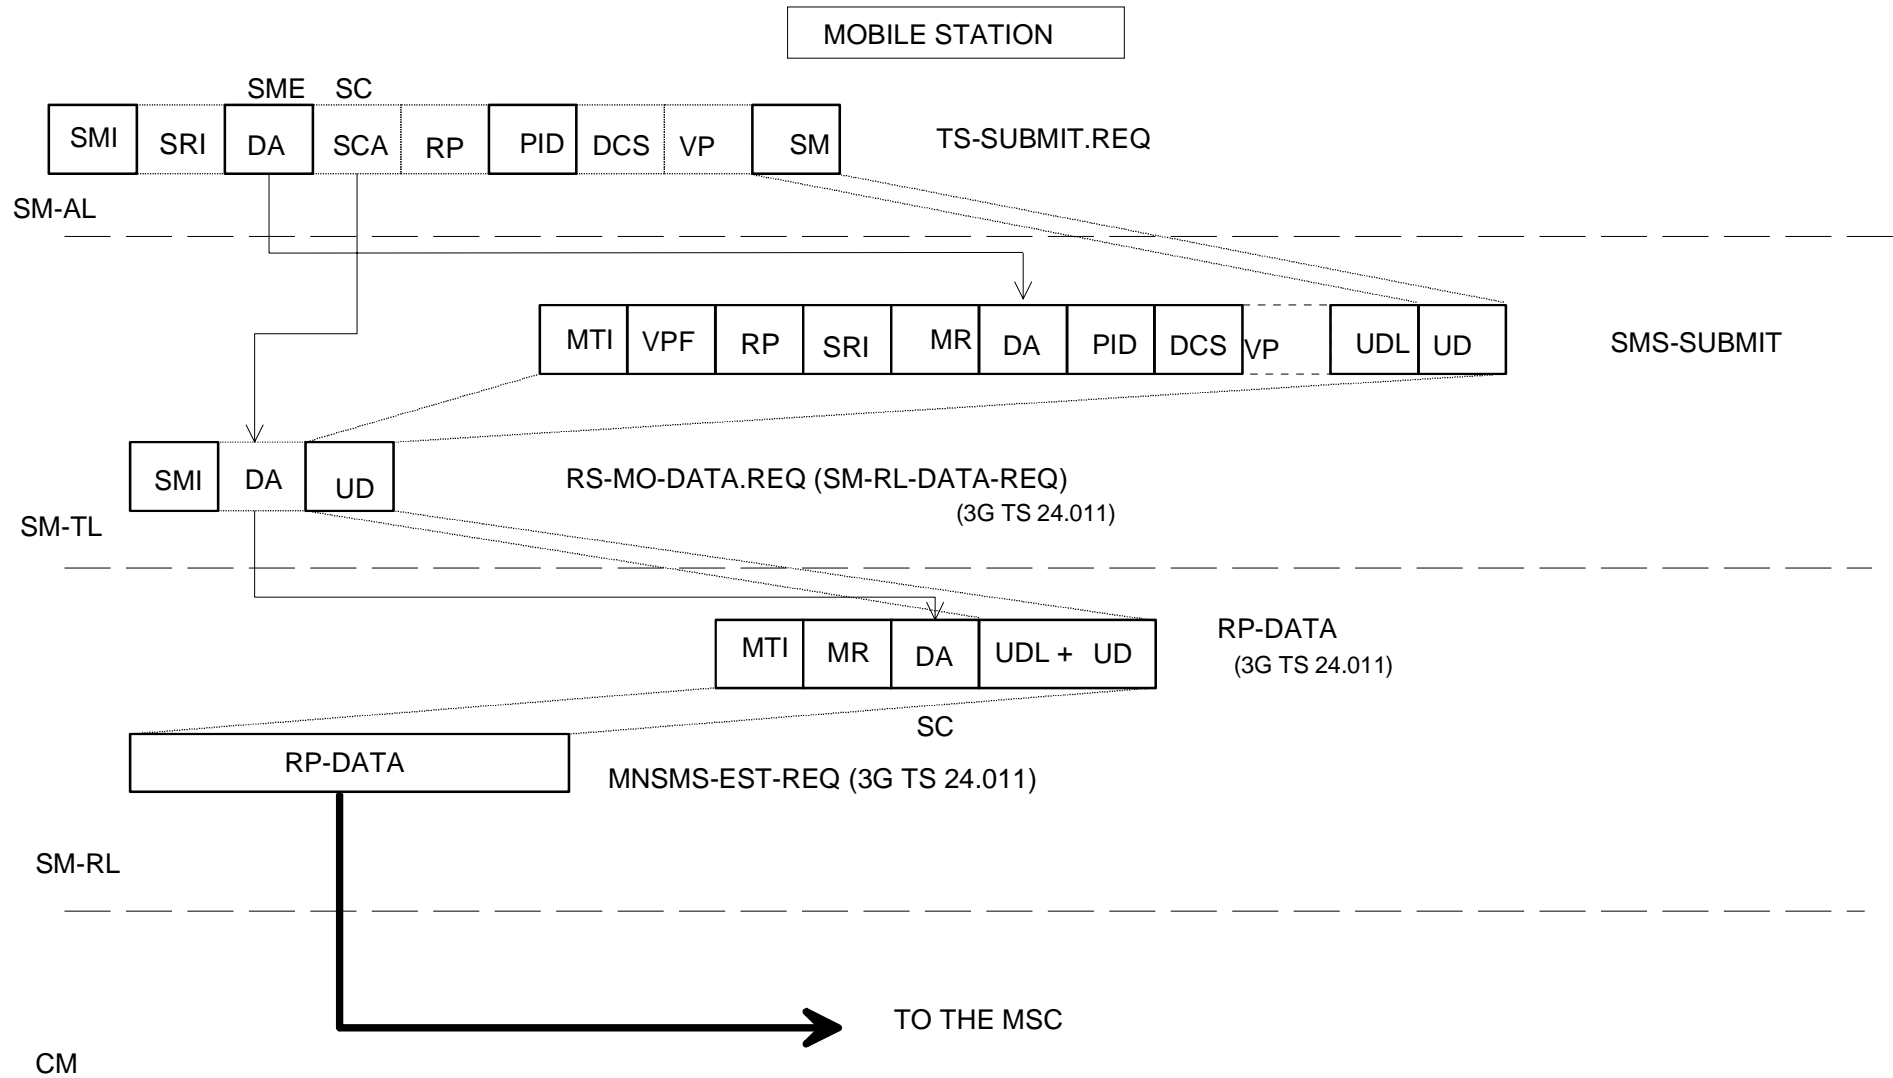 MOBILE STATION
SME SC
SMI SRI DA SCA RP PID DCS VP SM TS-SUBMIT.REQ
SM-AL
MTI VPF RP SRI MR DA PID DCS VP UDL UD SMS-SUBMIT
SMI DA UD RS-MO-DATA.REQ (SM-RL-DATA-REQ)
(3G TS 24.011)
SM-TL
MTI MR DA UDL + UD RP-DATA
(3G TS 24.011)
SC
RP-DATA MNSMS-EST-REQ (3G TS 24.011)
SM-RL
TO THE MSC
CM